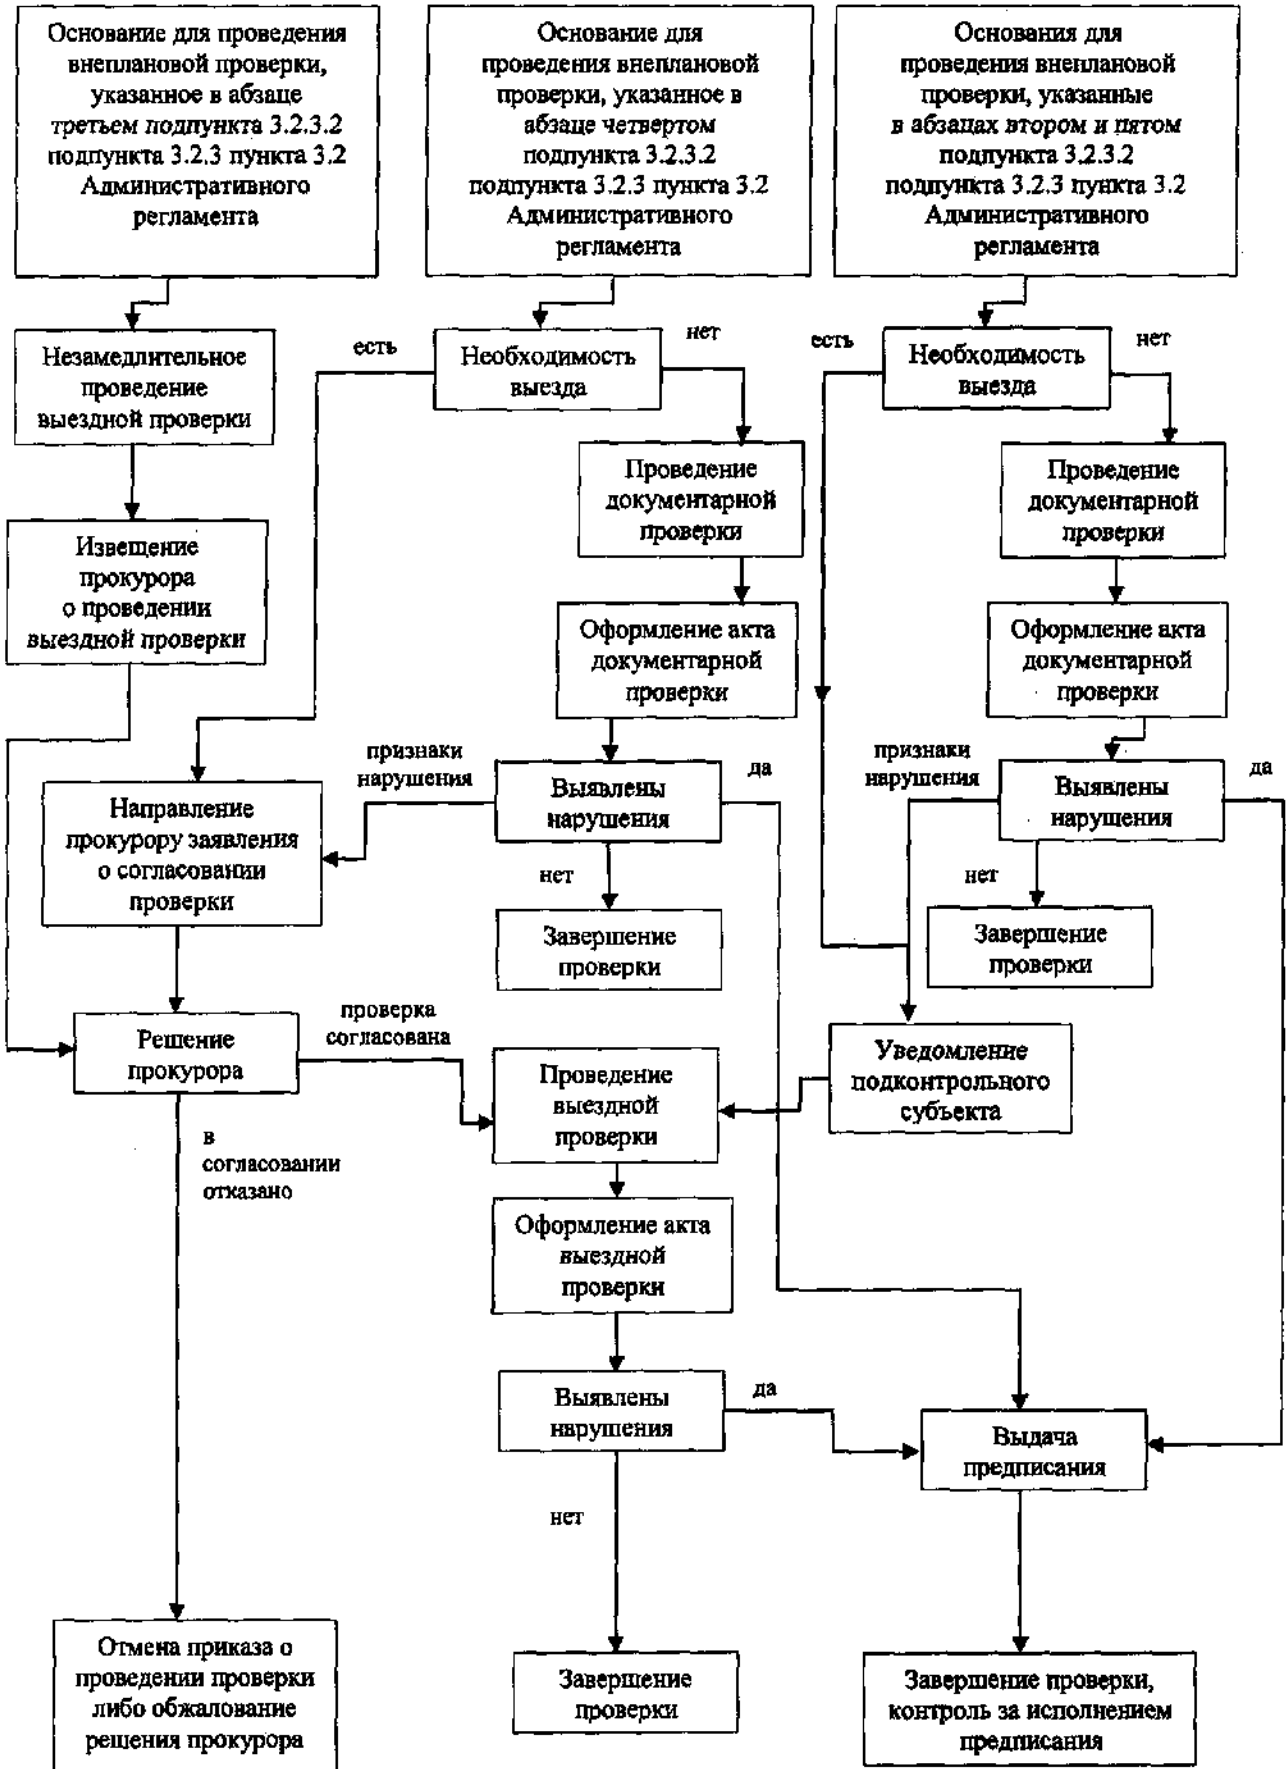 Основание для проведения
внеплановой проверки,
указанное в абзаце
третьем подпункта 3.2.3.2
подпункта 3.2.3 пункта 3.2
Административного
регламента
Основание для
проведения внеплановой
проверки, указанное в
абзаце четвертом
подпункта 3.2.3.2
подпункта 3.2.3 пункта 3.2
Административного
регламента
Основания для
проведения внеплановой
проверки, указанные
в абзацах втором и пятом
подпункта 3.2.3.2
подпункта 3.2.3 пункта 3.2
Административного
регламента
Незамедлительное
проведение
выездной проверки
есть
Необходимость
выезда
нет
есть
Необходимость
выезда
нет
Проведение
документарной
проверки
Проведение
документарной
проверки
Извещение
прокурора
о проведении
выездной проверки
Оформление акта
документарной
проверки
Оформление акта
документарной
проверки
признаки
нарушения
Выявлены
нарушения
да
признаки
нарушения
Выявлены
нарушения
да
Направление
прокурору заявления
о согласовании
проверки
нет
нет
Завершение
проверки
Завершение
проверки
Решение
прокурора
проверка
согласована
Проведение
выездной
проверки
Уведомление
подконтрольного
субъекта
в
согласовании
отказано
Оформление акта
выездной
проверки
Выявлены
нарушения
да
Выдача
предписания
нет
Отмена приказа о
проведении проверки
либо обжалование
решения прокурора
Завершение
проверки
Завершение проверки,
контроль за исполнением
предписания